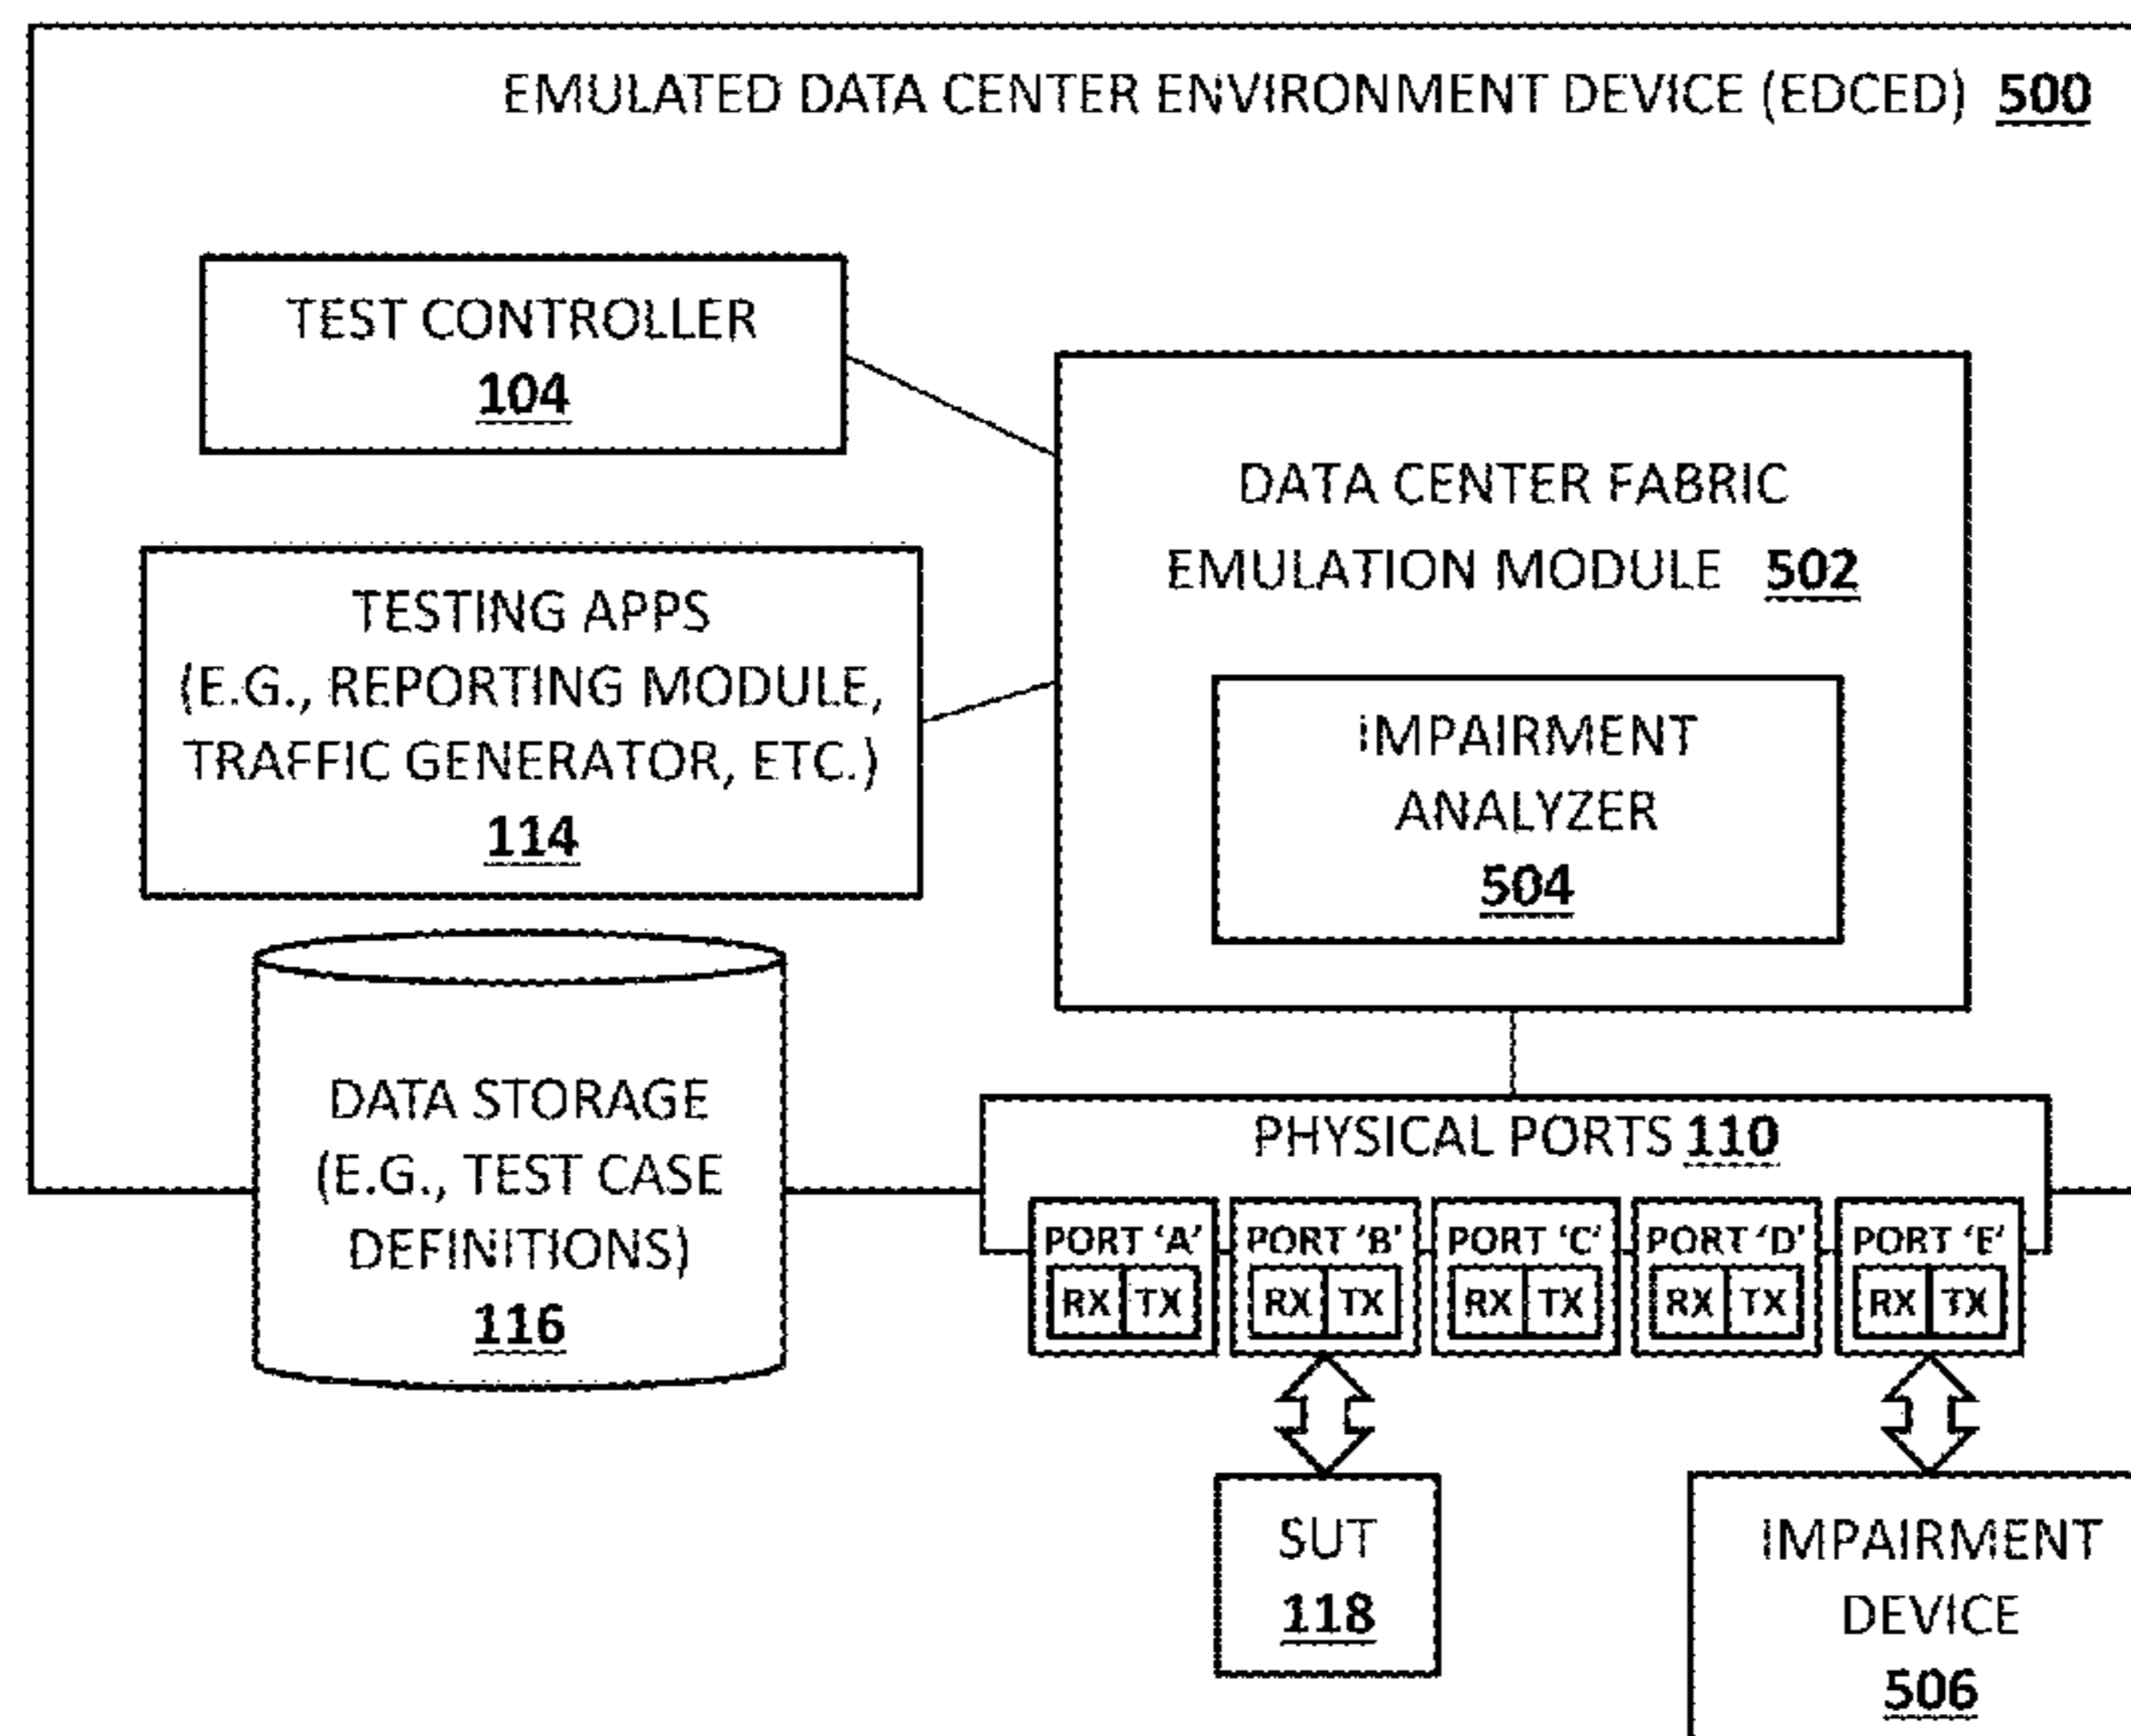 EMULATED DATA CENTER ENVIRONMENT DEVICE (EDCED) 500
TEST CONTROLLER
104
DATA CENTER FABRIC
EMULATION MODULE 502
TESTING APPS
(E.G., REPORTING MODULE,
TRAFFIC GENERATOR, ETC.)
114
IMPAIRMENT
ANALYZER
504
DATA STORAGE
(E.G., TEST CASE
DEFINITIONS)
116
PHYSICAL PORTS 110
PORT 'A' PORT 'B' PORT 'C' PORT 'D' PORT 'E'
RX TX RX TX RX TX RX TX RX TX
SUT
118
IMPAIRMENT
DEVICE
506